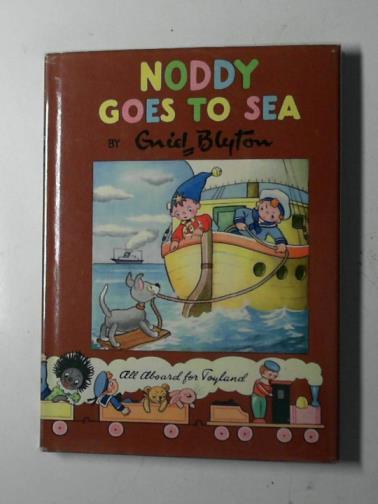 NODDY
GOES TO SEA
BY Enid Blyton
All Aboard for Toyland